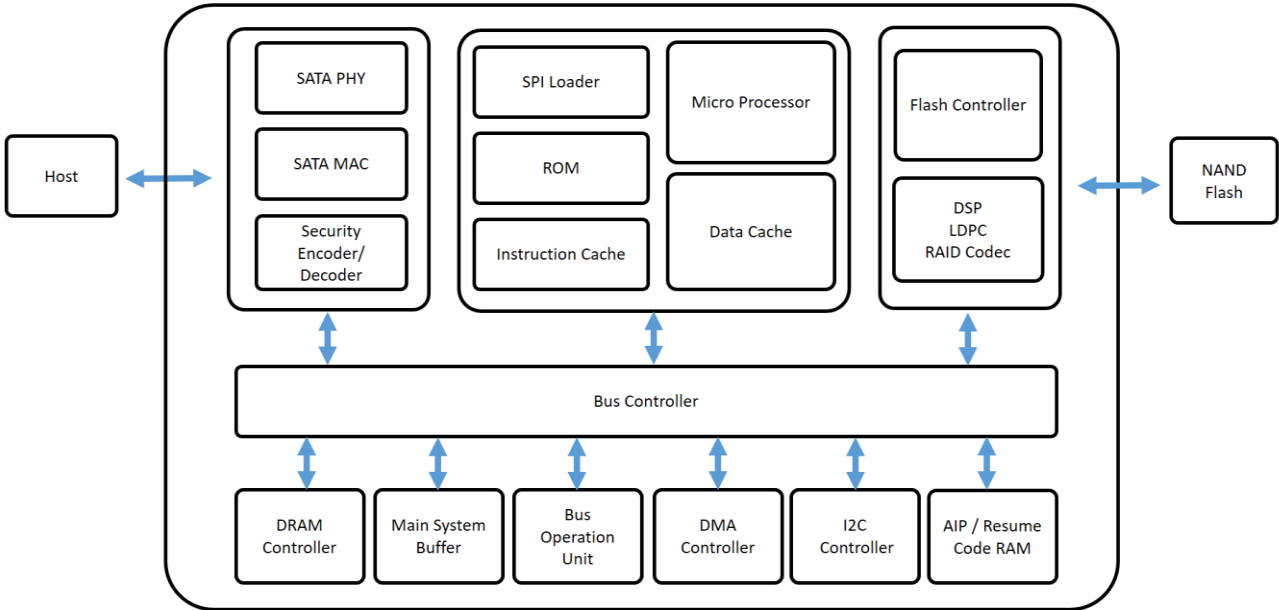 Host
SATA PHY
SATA MAC
Security
Encoder/
Decoder
SPI Loader
ROM
Instruction Cache
Micro Processor
Data Cache
Flash Controller
DSP
LDPC
RAID Codec
NAND
Flash
Bus Controller
DRAM
Controller
Main System
Buffer
Bus
Operation
Unit
DMA
Controller
I2C
Controller
AIP / Resume
Code RAM